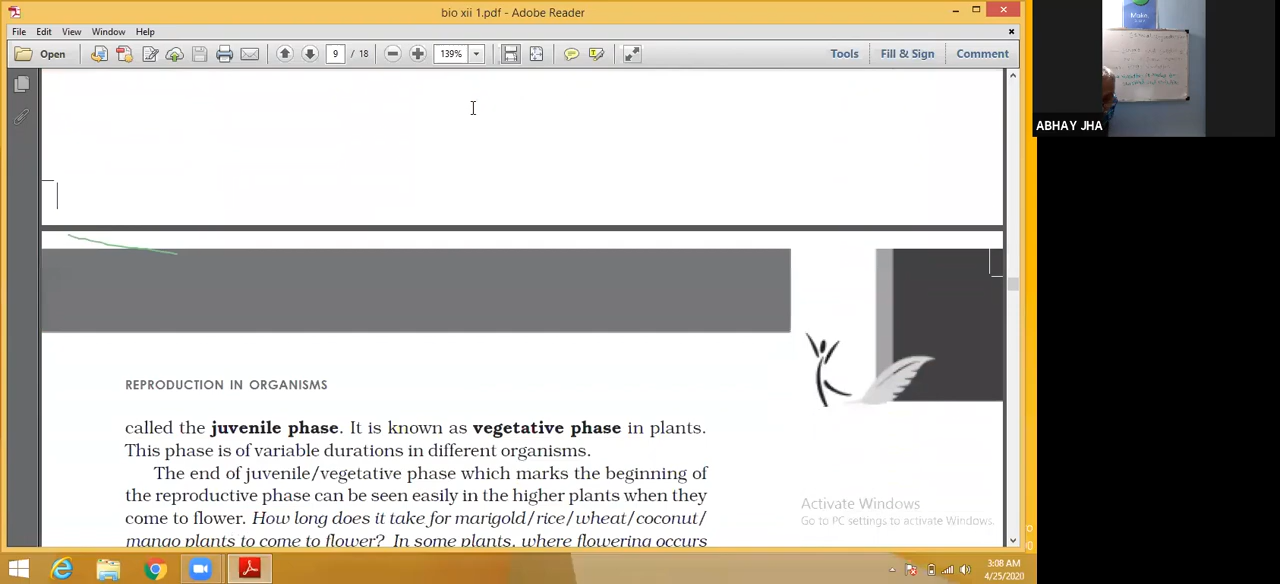 bio xii 1.pdf - Adobe Reader
File Edit View Window Help
Open 9 / 18 139% Tools Fill & Sign Comment
Make
ABHAY JHA
REPRODUCTION IN ORGANISMS
called the juvenile phase. It is known as vegetative phase in plants.
This phase is of variable durations in different organisms.
The end of juvenile/vegetative phase which marks the beginning of
the reproductive phase can be seen easily in the higher plants when they
come to flower. How long does it take for marigold/rice/wheat/coconut/
mango plants to come to flower? In some plants, where flowering occurs
Activate Windows
Go to PC settings to activate Windows.
3:08 AM
4/25/2020